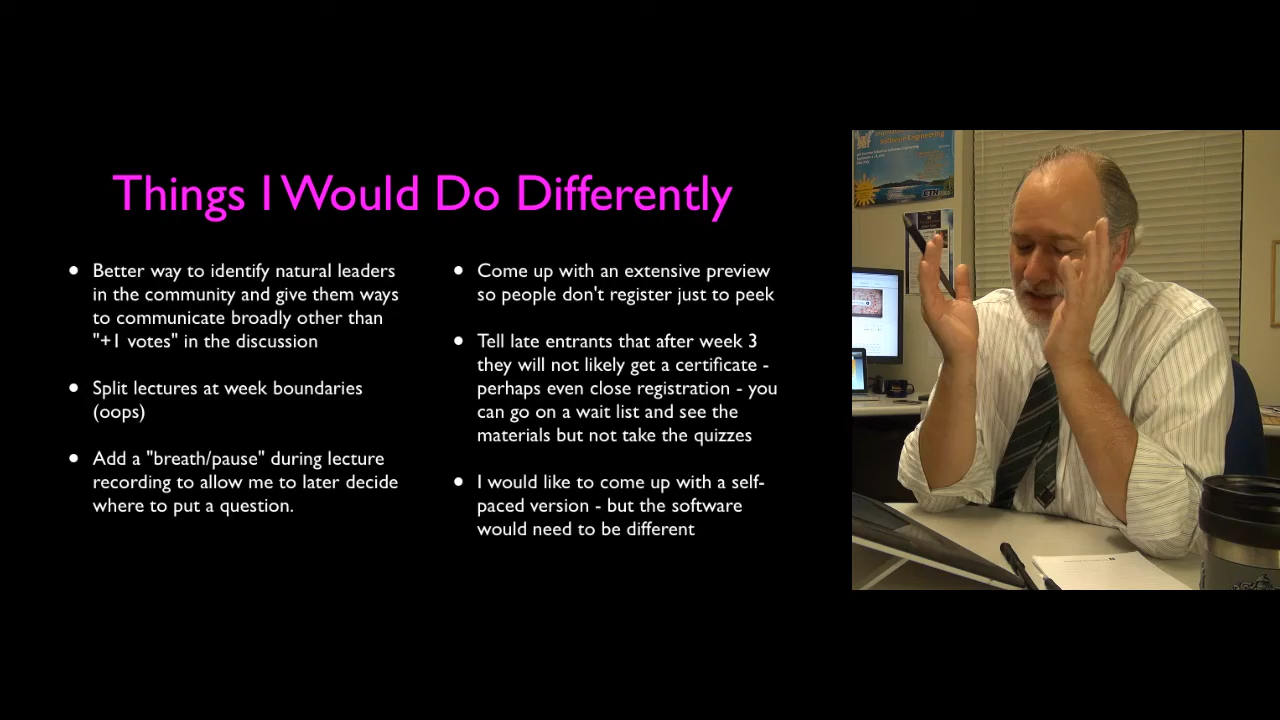 Things I Would Do Differently
Better way to identify natural leaders
in the community and give them ways
to communicate broadly other than
"+1 votes" in the discussion
Split lectures at week boundaries
(oops)
Add a "breath/pause" during lecture
recording to allow me to later decide
where to put a question.
Come up with an extensive preview
so people don't register just to peek
Tell late entrants that after week 3
they will not likely get a certificate -
perhaps even close registration - you
can go on a wait list and see the
materials but not take the quizzes
I would like to come up with a self-
paced version - but the software
would need to be different
Software Engineering